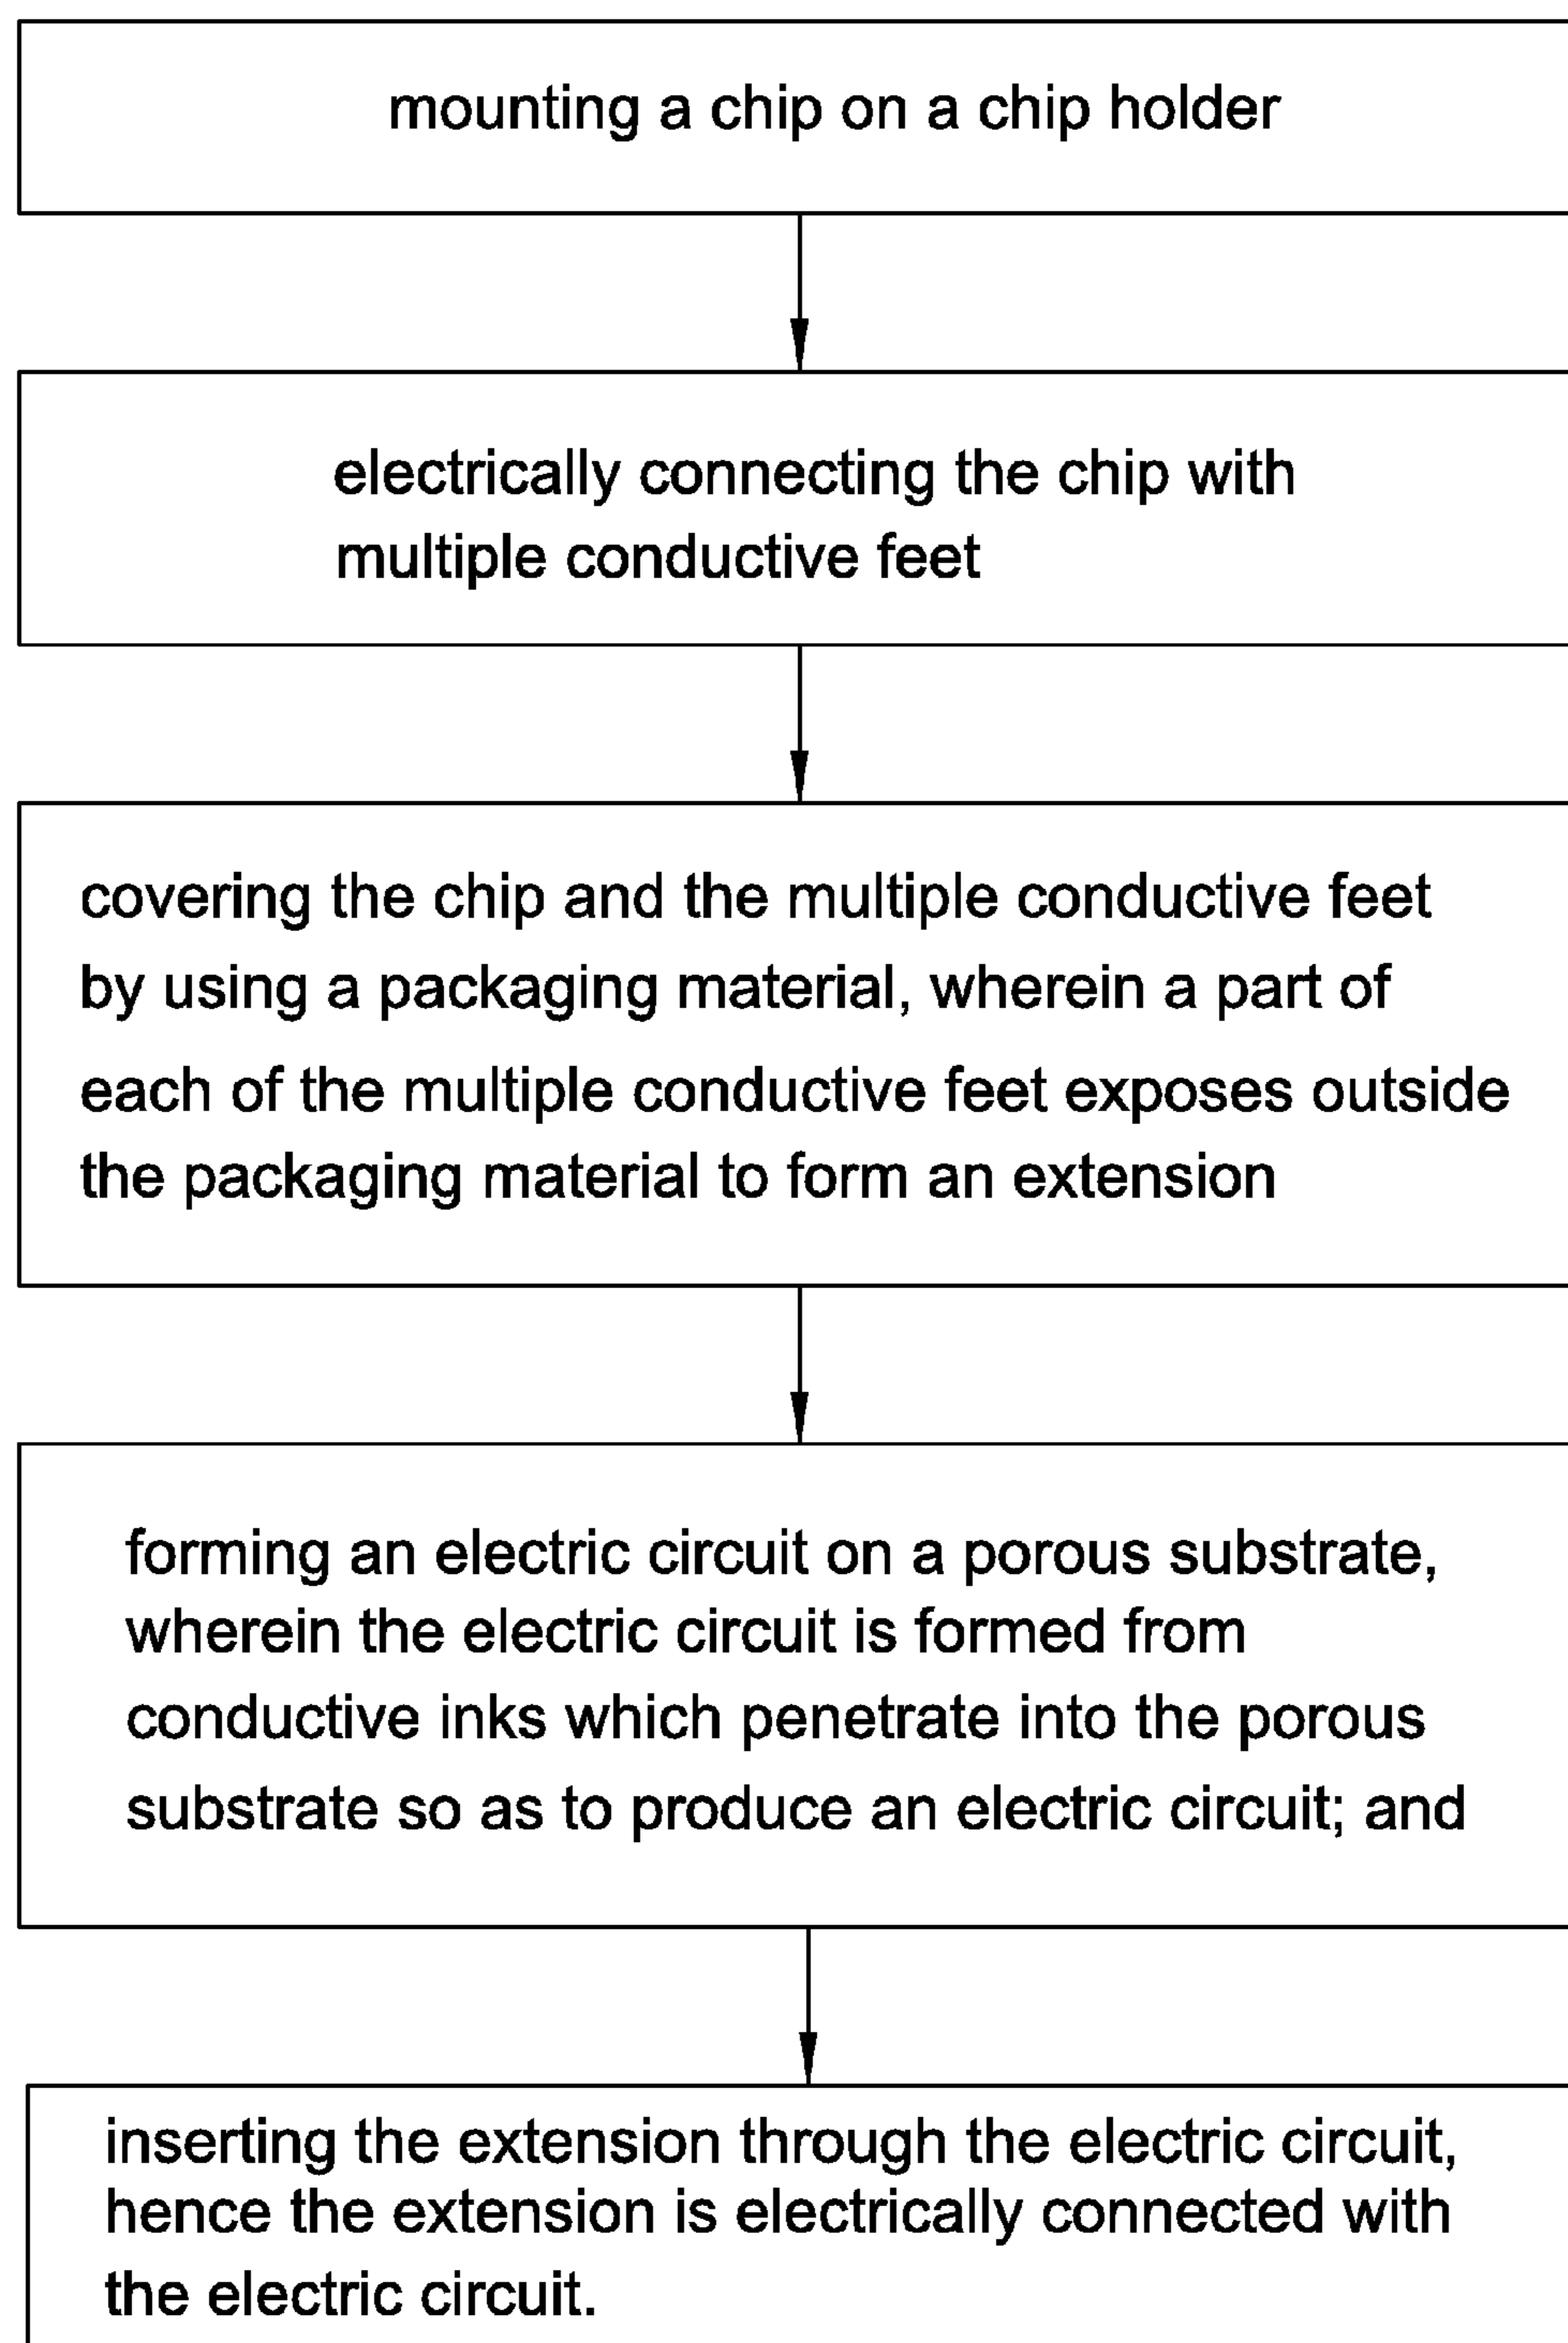 mounting a chip on a chip holder
electrically connecting the chip with
multiple conductive feet
covering the chip and the multiple conductive feet
by using a packaging material, wherein a part of
each of the multiple conductive feet exposes outside
the packaging material to form an extension
forming an electric circuit on a porous substrate,
wherein the electric circuit is formed from
conductive inks which penetrate into the porous
substrate so as to produce an electric circuit; and
inserting the extension through the electric circuit,
hence the extension is electrically connected with
the electric circuit.